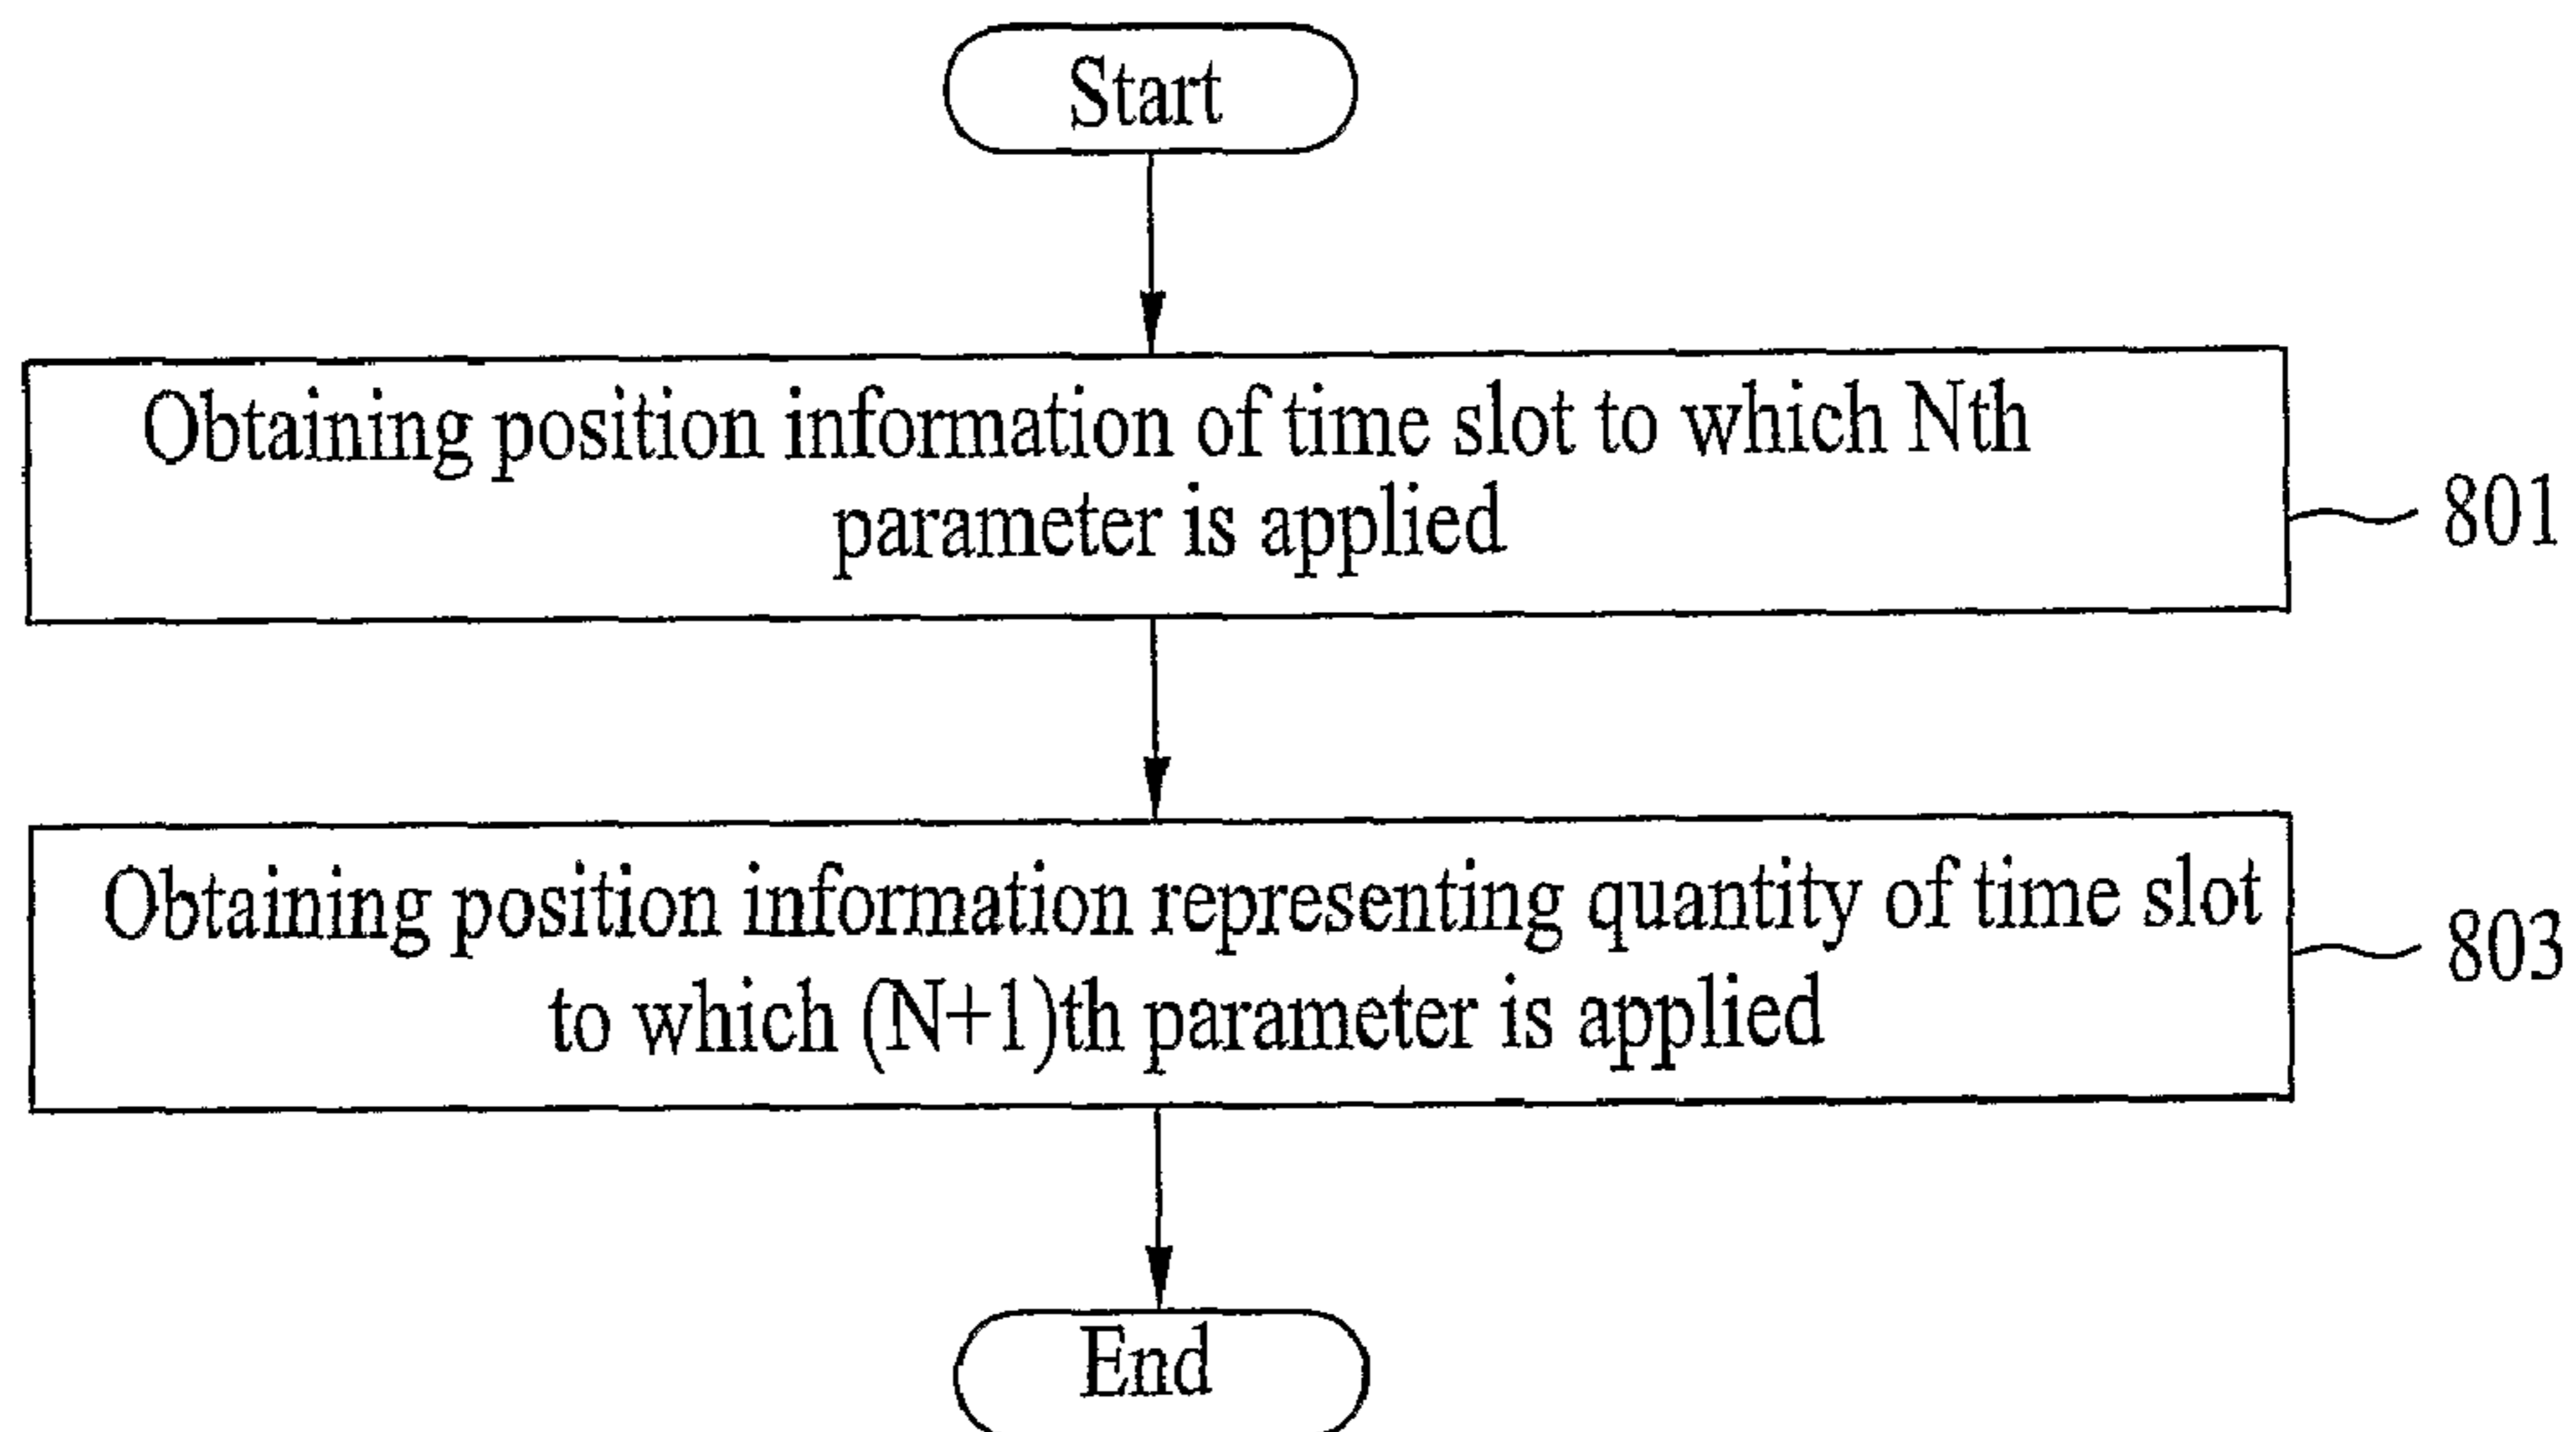 Start
Obtaining position information of time slot to which Nth
parameter is applied
801
Obtaining position information representing quantity of time slot
to which (N+1)th parameter is applied
803
End